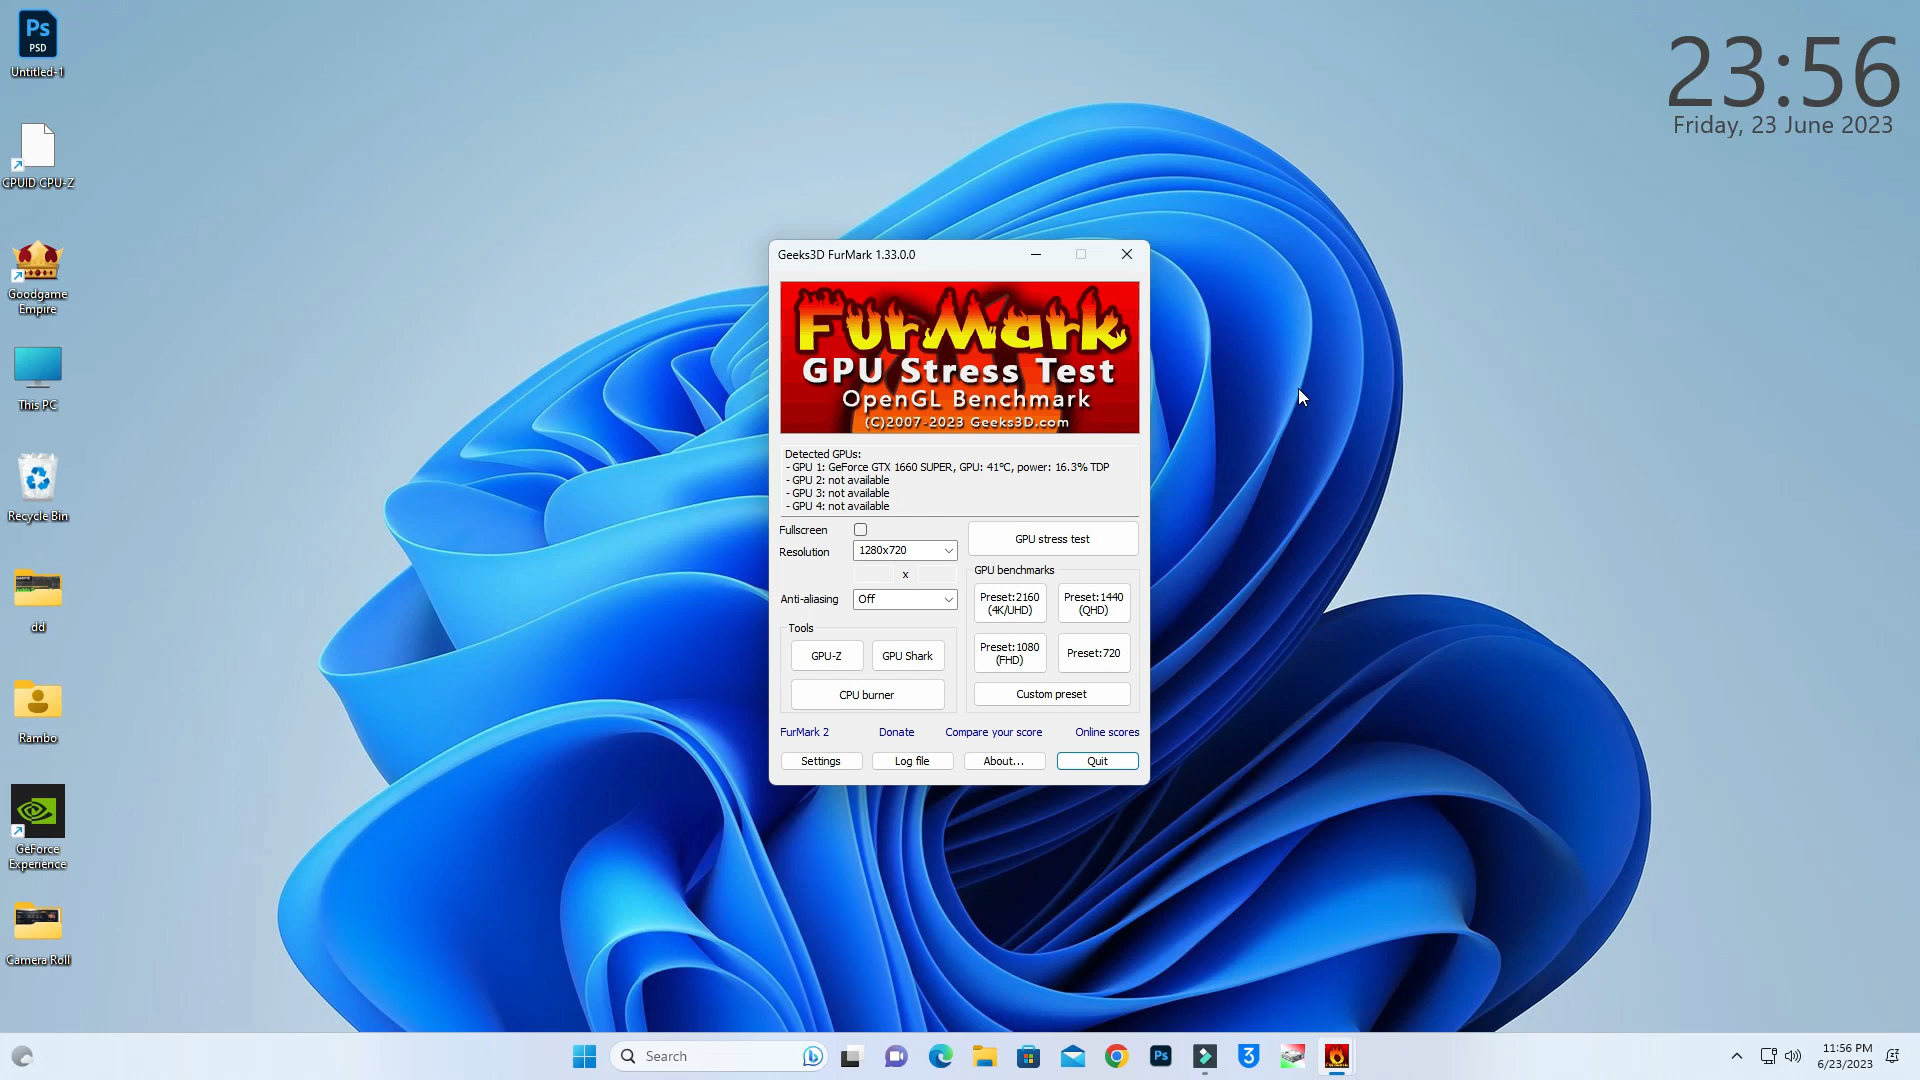 Ps
PSD
Untitled-1
CPUID CPU-Z
Goodgame
Empire
This PC
Recycle Bin
dd
Rambo
GeForce
Experience
Camera Roll
23:56
Friday, 23 June 2023
Geeks3D FurMark 1.33.0.0
FurMark
GPU Stress Test
OpenGL Benchmark
(C)2007-2023 Geeks3D.com
Detected GPUs:
- GPU 1: GeForce GTX 1660 SUPER, GPU: 41°C, power: 16.3% TDP
- GPU 2: not available
- GPU 3: not available
- GPU 4: not available
Fullscreen
Resolution
1280x720
x
Anti-aliasing
Off
GPU stress test
GPU benchmarks
Preset:2160
(4K/UHD)
Preset:1440
(QHD)
Preset:1080
(FHD)
Preset:720
Custom preset
Tools
GPU-Z
GPU Shark
CPU burner
FurMark 2
Donate
Compare your score
Online scores
Settings
Log file
About...
Quit
Search
Ps
3
FurMark
11:56 PM
6/23/2023